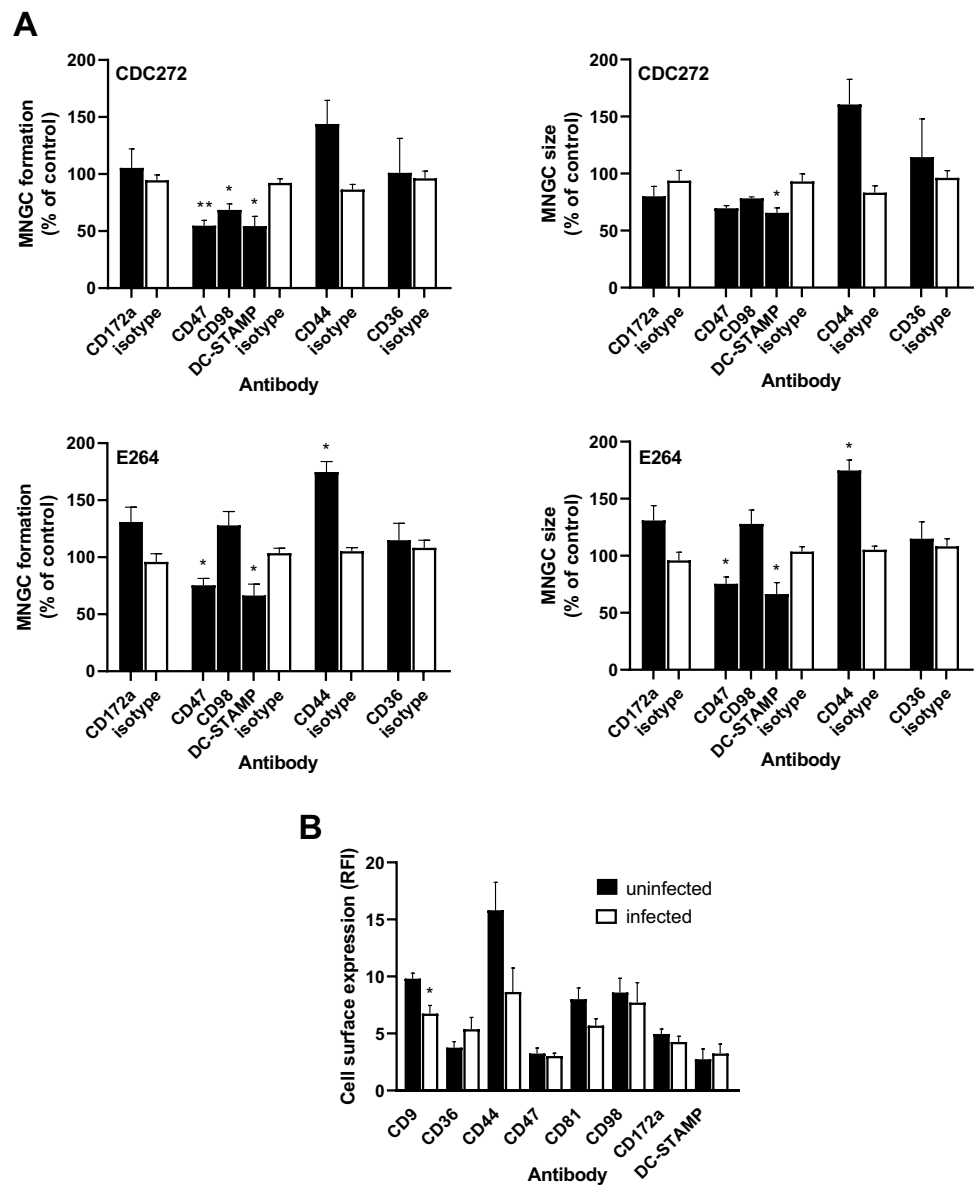 A
CDC272
MNGC formation
(% of control)
200
150
100
50
0
**
*
*
CD172a
isotype
CD47
CD98
DC-STAMP
isotype
CD44
isotype
CD36
isotype
Antibody
CDC272
MNGC size
(% of control)
200
150
100
50
0
*
CD172a
isotype
CD47
CD98
DC-STAMP
isotype
CD44
isotype
CD36
isotype
Antibody
E264
MNGC formation
(% of control)
200
150
100
50
0
*
*
*
CD172a
isotype
CD47
CD98
DC-STAMP
isotype
CD44
isotype
CD36
isotype
Antibody
E264
MNGC size
(% of control)
200
150
100
50
0
*
*
*
CD172a
isotype
CD47
CD98
DC-STAMP
isotype
CD44
isotype
CD36
isotype
Antibody
B
Cell surface expression (RFI)
20
15
10
5
0
uninfected
infected
*
CD9
CD36
CD44
CD47
CD81
CD98
CD172a
DC-STAMP
Antibody